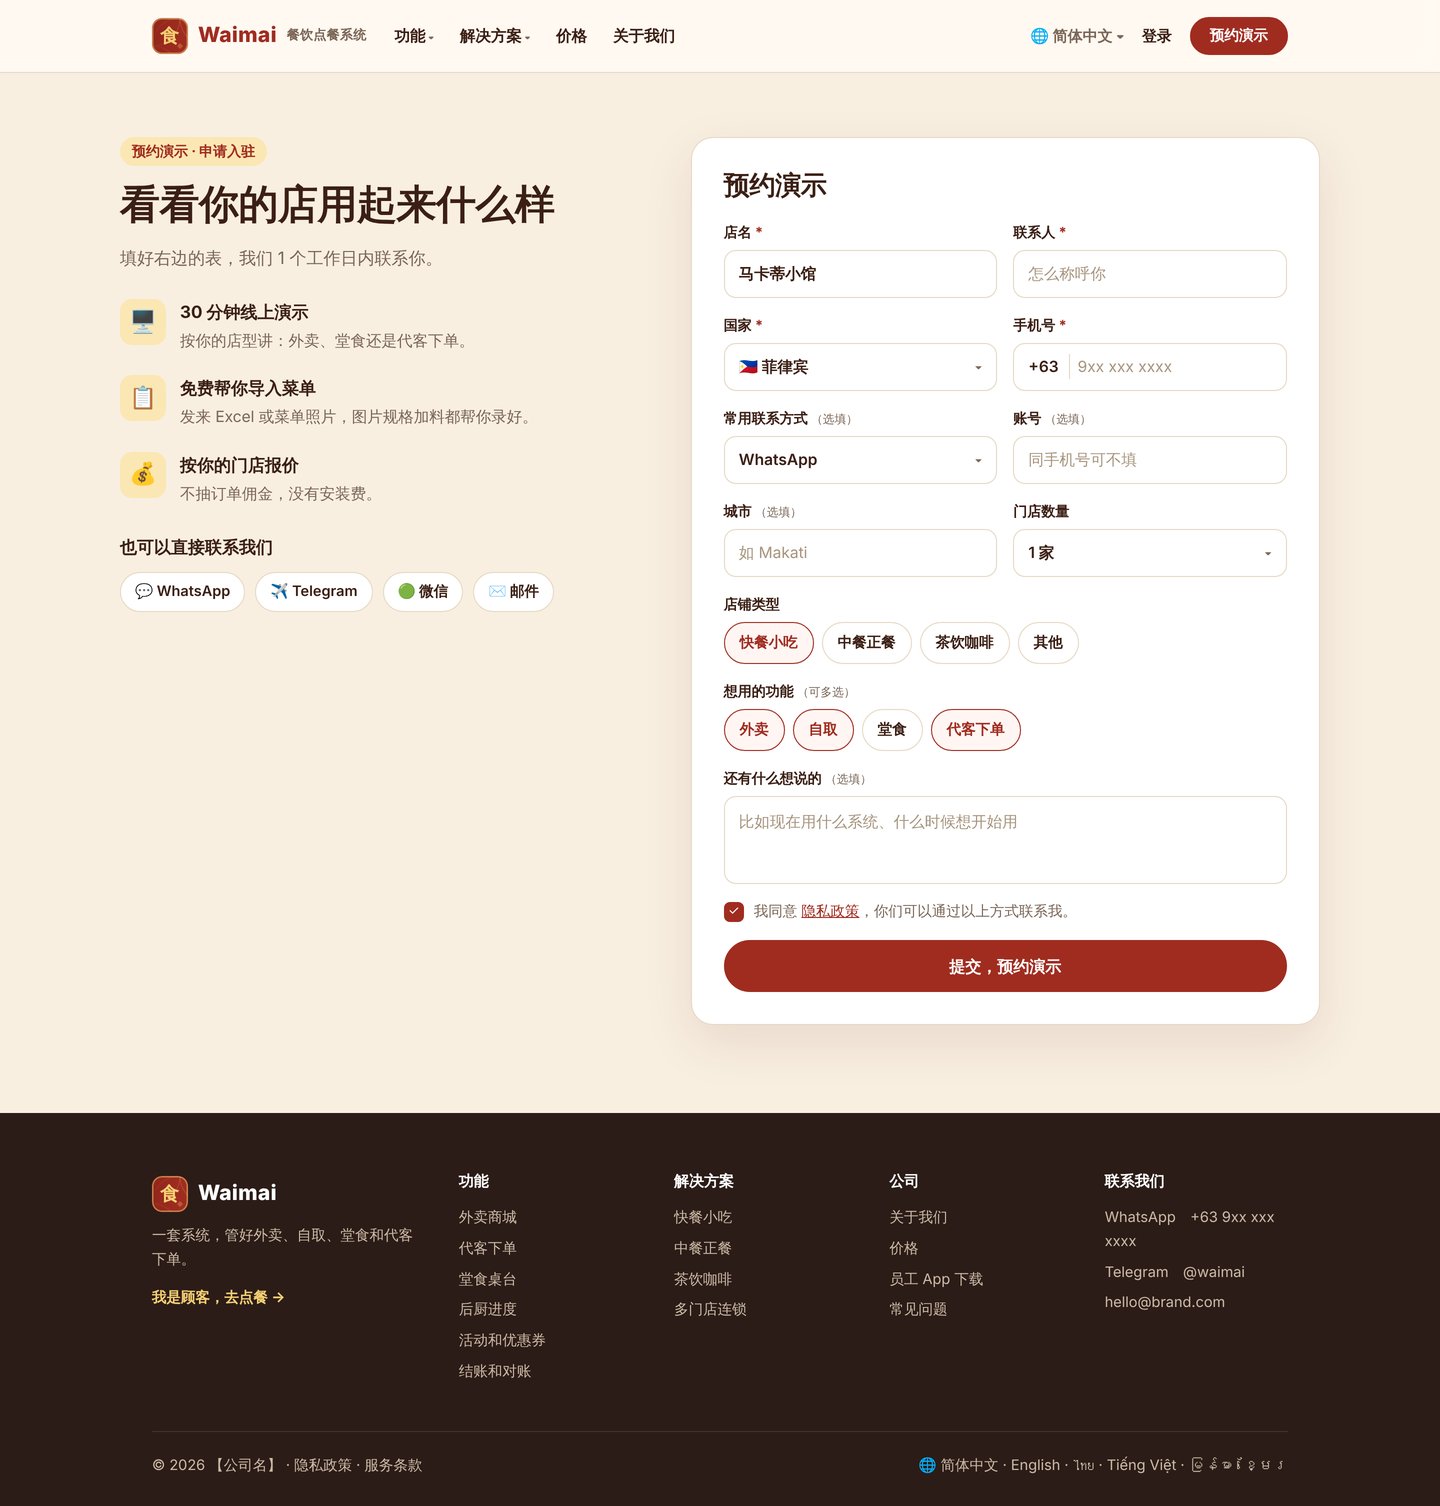 食 Waimai 餐饮点餐系统 功能 解决方案 价格 关于我们 简体中文 登录 预约演示
预约演示 · 申请入驻
看看你的店用起来什么样
填好右边的表，我们 1 个工作日内联系你。
30 分钟线上演示
按你的店型讲：外卖、堂食还是代客下单。
免费帮你导入菜单
发来 Excel 或菜单照片，图片规格加料都帮你录好。
按你的门店报价
不抽订单佣金，没有安装费。
也可以直接联系我们
WhatsApp Telegram 微信 邮件
预约演示
店名 * 联系人 *
马卡蒂小馆 怎么称呼你
国家 * 手机号 *
菲律宾 +63 9xx xxx xxxx
常用联系方式 （选填） 账号 （选填）
WhatsApp 同手机号可不填
城市 （选填） 门店数量
如 Makati 1 家
店铺类型
快餐小吃 中餐正餐 茶饮咖啡 其他
想用的功能 （可多选）
外卖 自取 堂食 代客下单
还有什么想说的 （选填）
比如现在用什么系统、什么时候想开始用
我同意 隐私政策，你们可以通过以上方式联系我。
提交，预约演示
食 Waimai
一套系统，管好外卖、自取、堂食和代客
下单。
我是顾客，去点餐 →
功能
外卖商城
代客下单
堂食桌台
后厨进度
活动和优惠券
结账和对账
解决方案
快餐小吃
中餐正餐
茶饮咖啡
多门店连锁
公司
关于我们
价格
员工 App 下载
常见问题
联系我们
WhatsApp +63 9xx xxx
xxxx
Telegram @waimai
hello@brand.com
© 2026 【公司名】 · 隐私政策 · 服务条款
简体中文 · English · ไทย · Tiếng Việt · မြန်မာ · ខ្មែរ